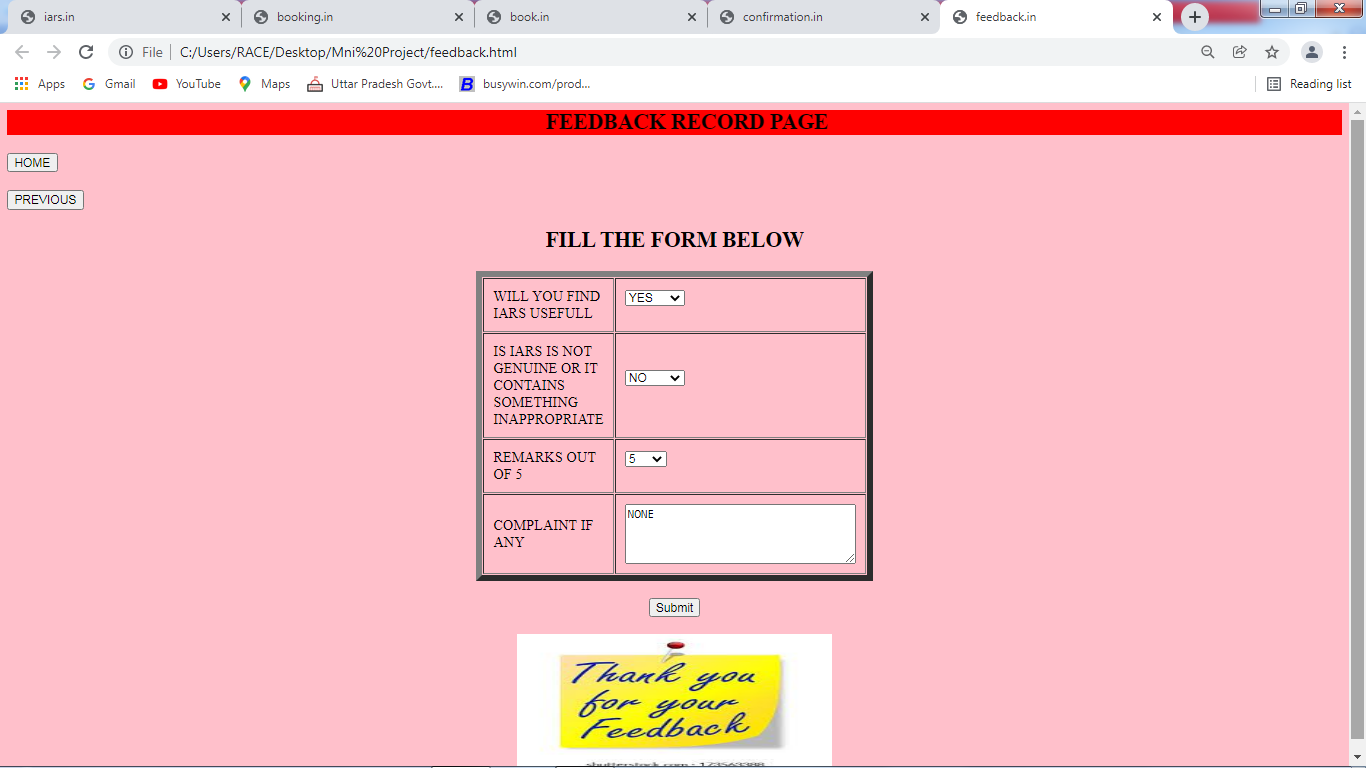 iars.in
booking.in
book.in
confirmation.in
feedback.in
File
C:/Users/RACE/Desktop/Mni%20Project/feedback.html
Apps
Gmail
YouTube
Maps
Uttar Pradesh Govt....
B
busywin.com/prod...
Reading list
FEEDBACK RECORD PAGE
HOME
PREVIOUS
FILL THE FORM BELOW
WILL YOU FIND
IARS USEFULL
YES
IS IARS IS NOT
GENUINE OR IT
CONTAINS
SOMETHING
INAPPROPRIATE
NO
REMARKS OUT
OF 5
5
COMPLAINT IF
ANY
NONE
Submit
Thank you
for your
Feedback